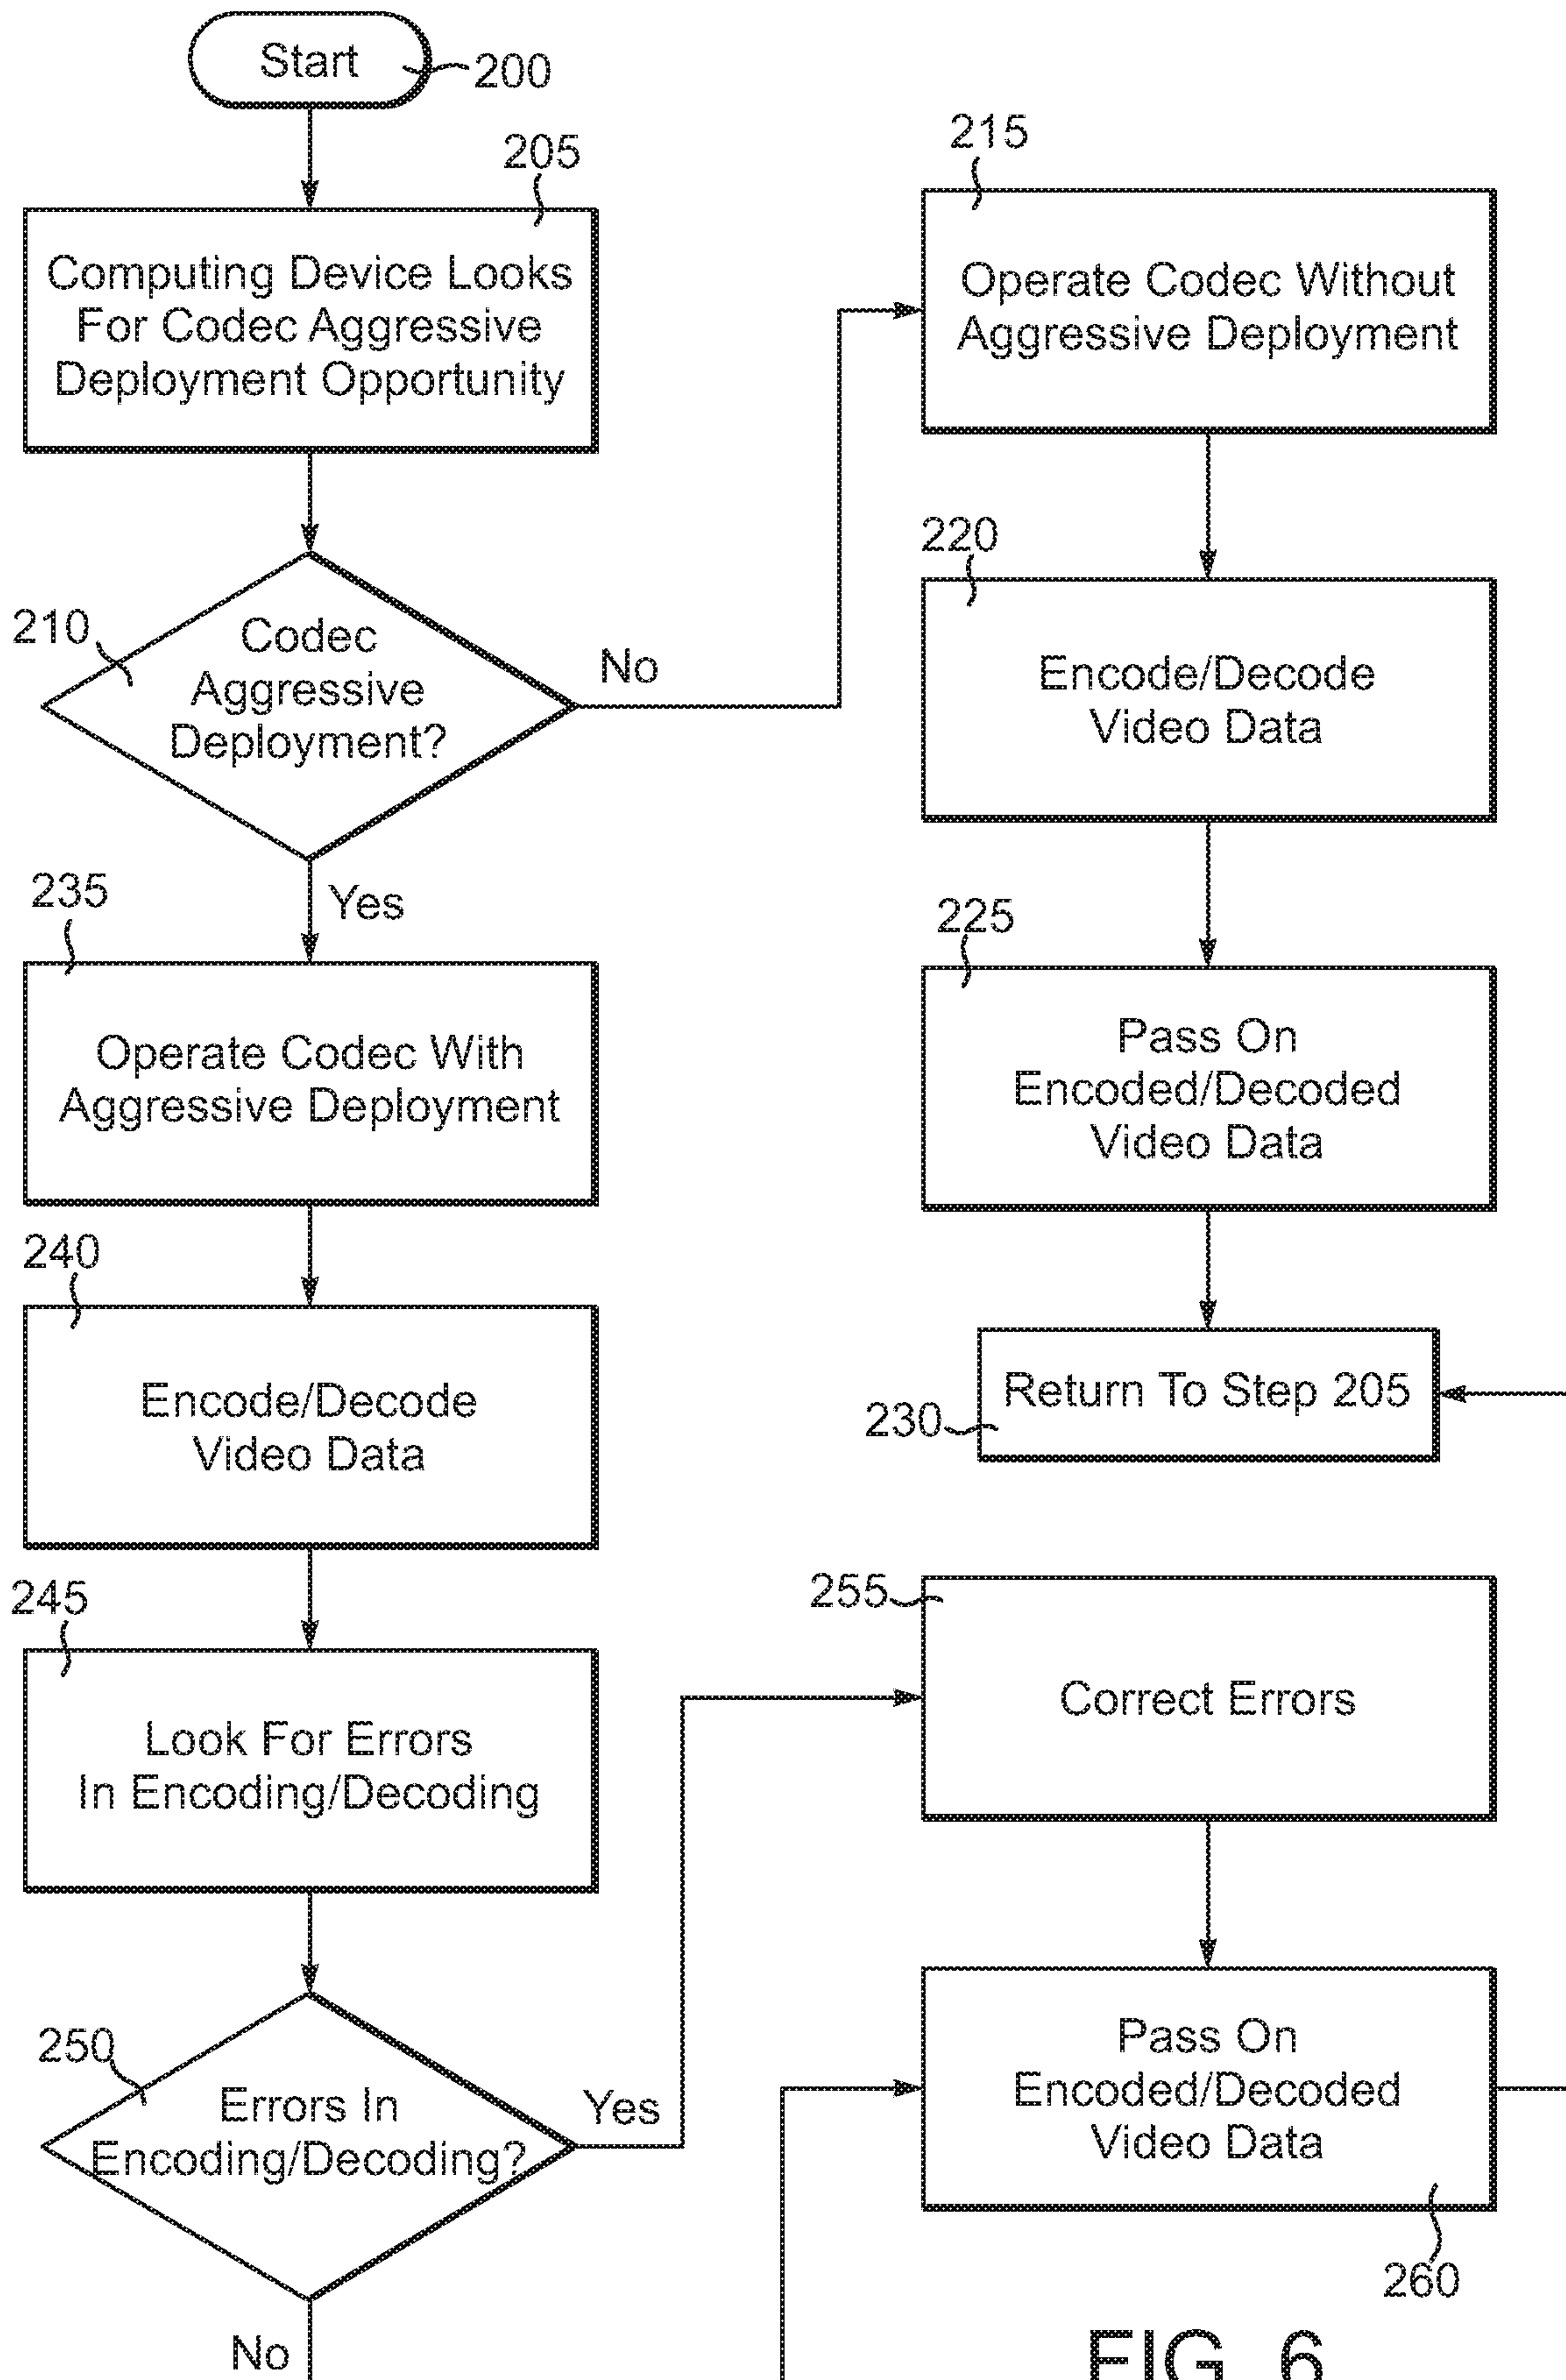 Start
200
205
Computing Device Looks
For Codec Aggressive
Deployment Opportunity
210
Codec
Aggressive
Deployment?
No
Yes
215
Operate Codec Without
Aggressive Deployment
220
Encode/Decode
Video Data
225
Pass On
Encoded/Decoded
Video Data
230
Return To Step 205
235
Operate Codec With
Aggressive Deployment
240
Encode/Decode
Video Data
245
Look For Errors
In Encoding/Decoding
250
Errors In
Encoding/Decoding?
Yes
No
255
Correct Errors
Pass On
Encoded/Decoded
Video Data
260
FIG. 6